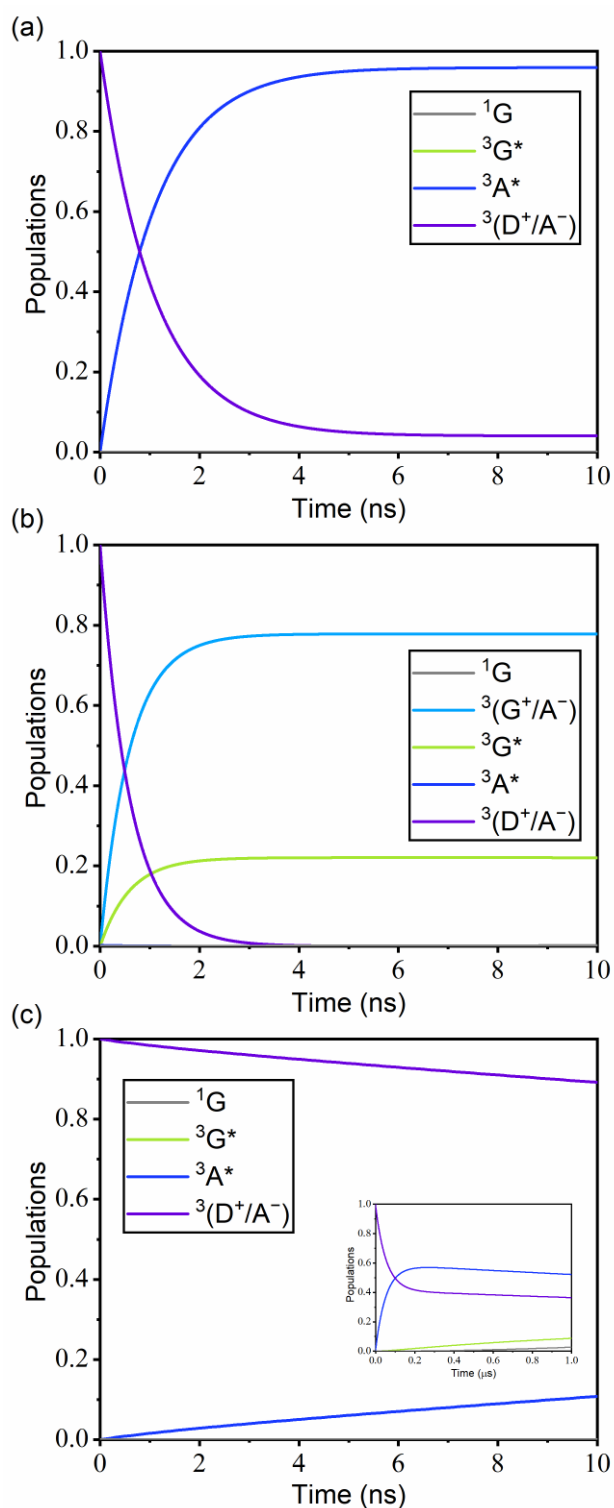 (a)
1.0
0.8
0.6
0.4
0.2
0.0
Populations
¹G
³G*
³A*
³(D⁺/A⁻)
0 2 4 6 8 10
Time (ns)
(b)
1.0
0.8
0.6
0.4
0.2
0.0
Populations
¹G
³(G⁺/A⁻)
³G*
³A*
³(D⁺/A⁻)
0 2 4 6 8 10
Time (ns)
(c)
1.0
0.8
0.6
0.4
0.2
0.0
Populations
¹G
³G*
³A*
³(D⁺/A⁻)
1.0
0.8
0.6
0.4
0.2
0.0
Populations
0.0 0.2 0.4 0.6 0.8 1.0
Time (μs)
0 2 4 6 8 10
Time (ns)